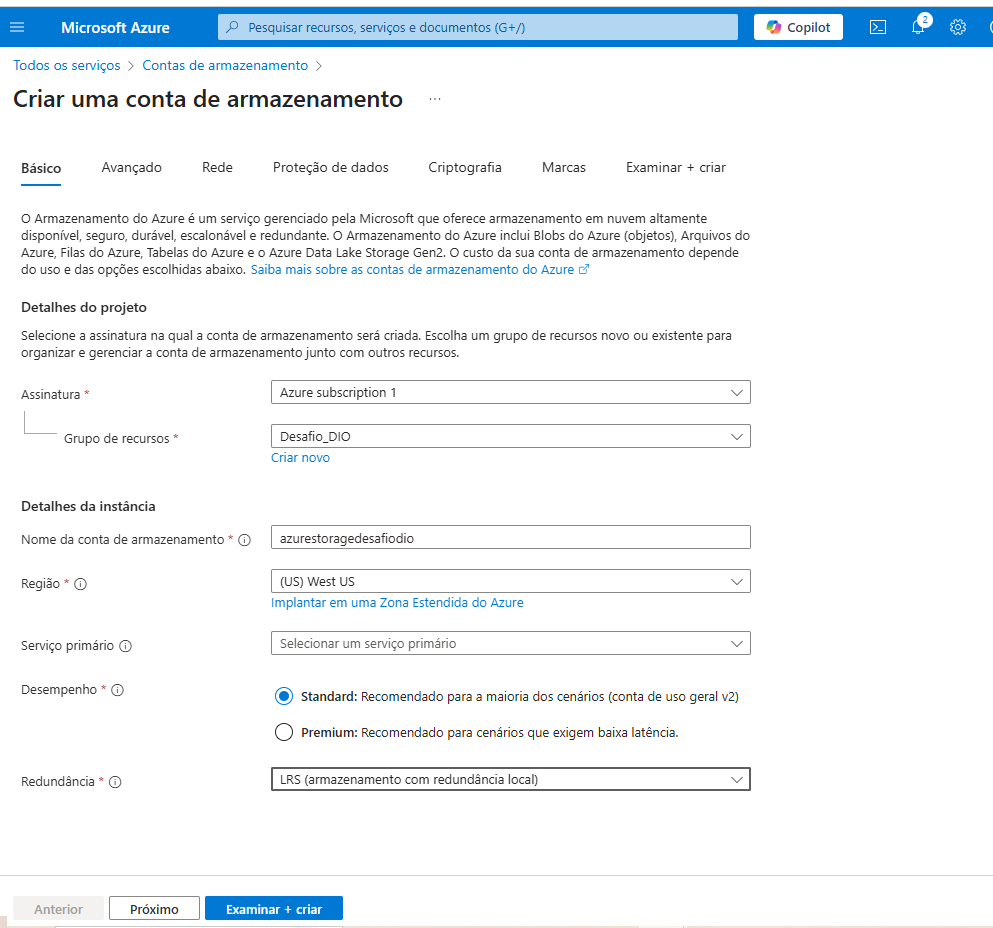 Microsoft Azure
Pesquisar recursos, serviços e documentos (G+/)
Copilot
2
Todos os serviços > Contas de armazenamento >
Criar uma conta de armazenamento ...
Básico
Avançado
Rede
Proteção de dados
Criptografia
Marcas
Examinar + criar
O Armazenamento do Azure é um serviço gerenciado pela Microsoft que oferece armazenamento em nuvem altamente
disponível, seguro, durável, escalonável e redundante. O Armazenamento do Azure inclui Blobs do Azure (objetos), Arquivos do
Azure, Filas do Azure, Tabelas do Azure e o Azure Data Lake Storage Gen2. O custo da sua conta de armazenamento depende
do uso e das opções escolhidas abaixo. Saiba mais sobre as contas de armazenamento do Azure
Detalhes do projeto
Selecione a assinatura na qual a conta de armazenamento será criada. Escolha um grupo de recursos novo ou existente para
organizar e gerenciar a conta de armazenamento junto com outros recursos.
Assinatura *
Azure subscription 1
Grupo de recursos *
Desafio_DIO
Criar novo
Detalhes da instância
Nome da conta de armazenamento *
azurestoragedesafiodio
Região *
(US) West US
Implantar em uma Zona Estendida do Azure
Serviço primário
Selecionar um serviço primário
Desempenho *
Standard: Recomendado para a maioria dos cenários (conta de uso geral v2)
Premium: Recomendado para cenários que exigem baixa latência.
Redundância *
LRS (armazenamento com redundância local)
Anterior
Próximo
Examinar + criar